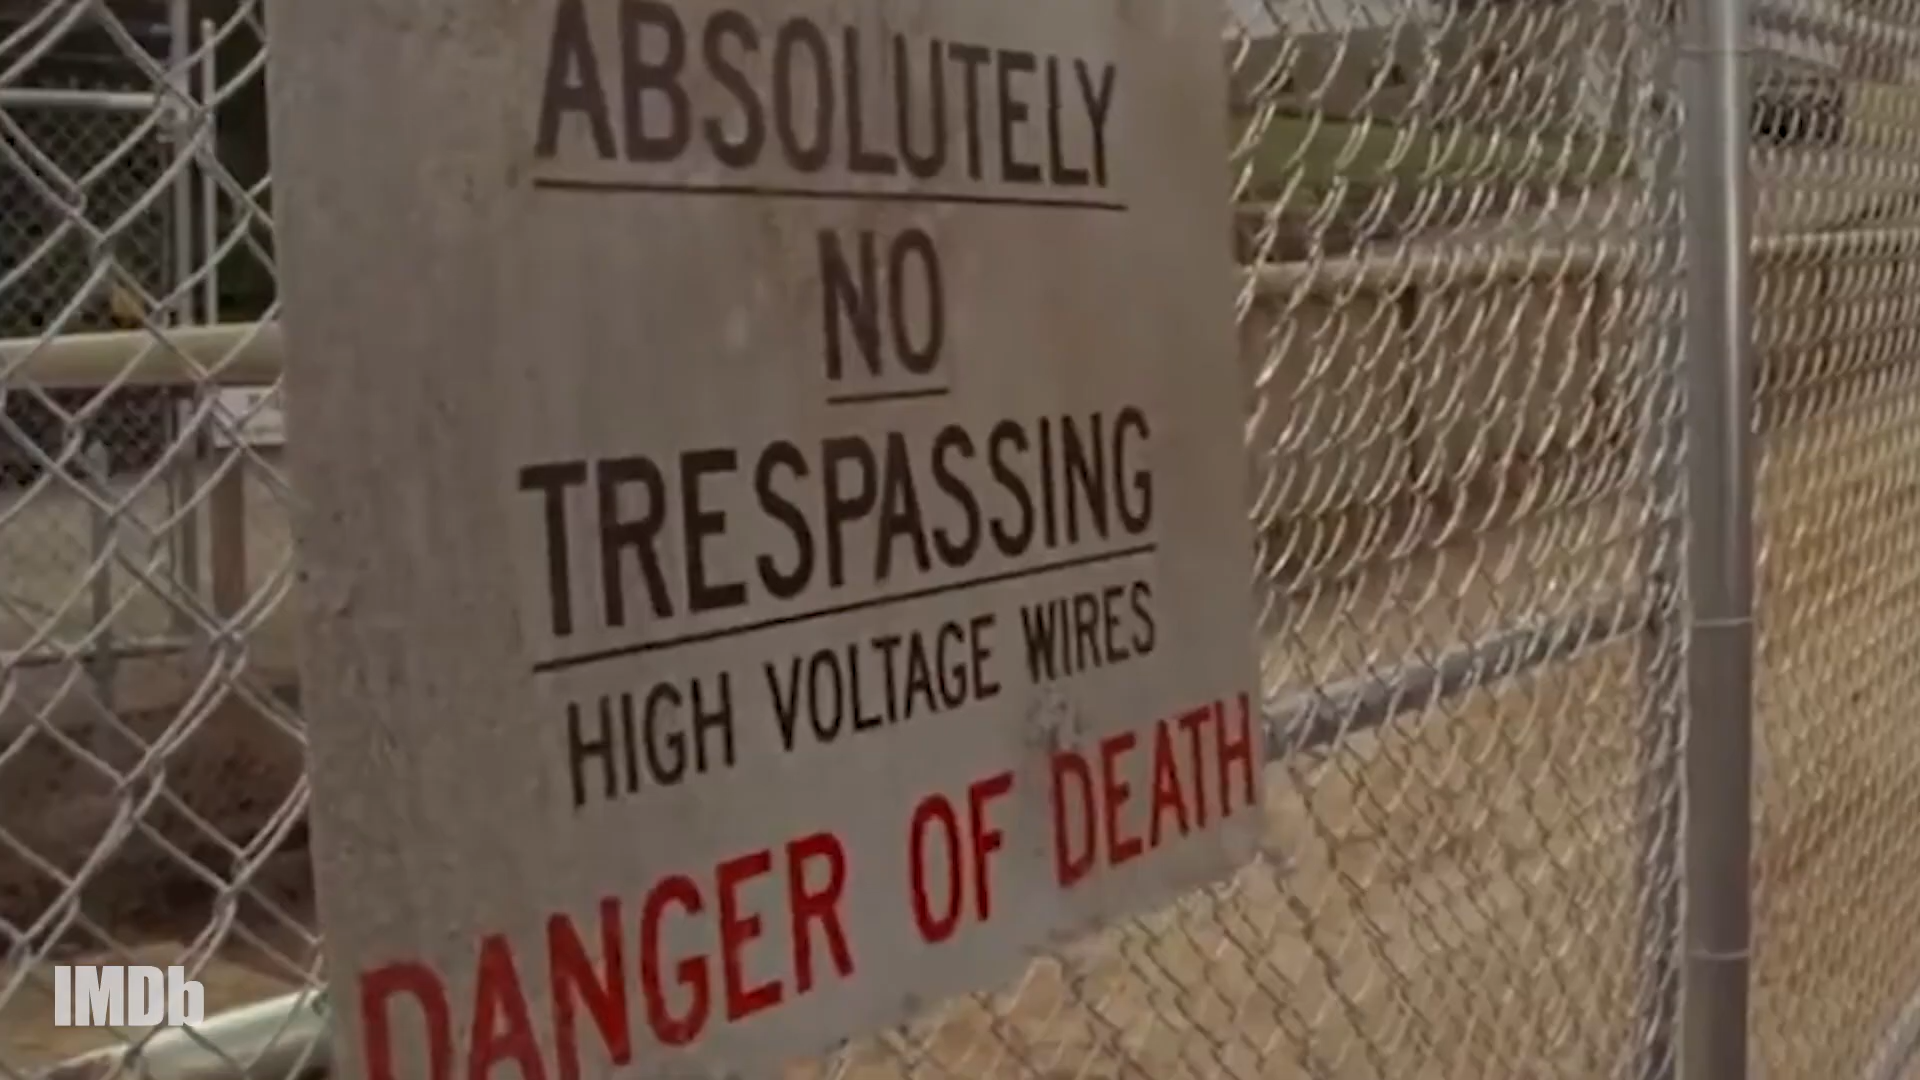 ABSOLUTELY
NO
TRESPASSING
HIGH VOLTAGE WIRES
DANGER OF DEATH
IMDb